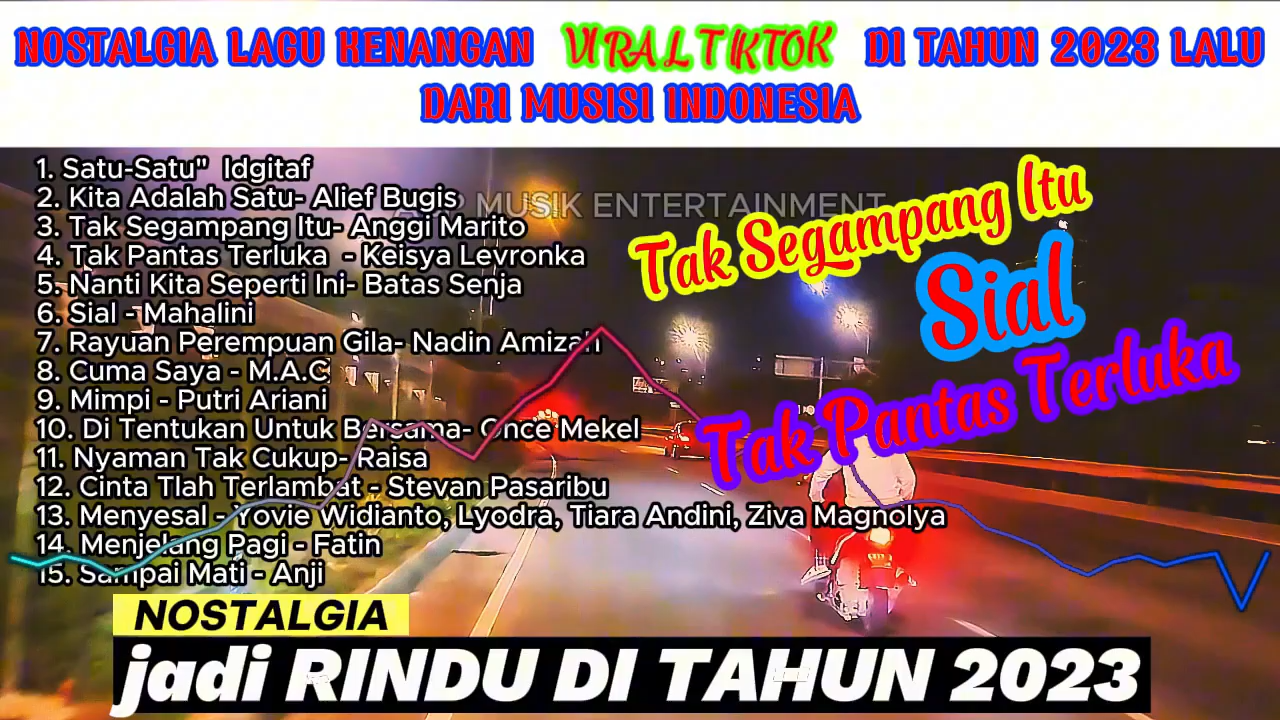 NOSTALGIA LAGU KENANGAN VIRAL TIKTOK DI TAHUN 2023 LALU
DARI MUSISI INDONESIA
1. Satu-Satu" Idgitaf
2. Kita Adalah Satu- Alief Bugis
MUSIK ENTERTAINMENT
3. Tak Segampang Itu- Anggi Marito
4. Tak Pantas Terluka - Keisya Levronka
5. Nanti Kita Seperti Ini- Batas Senja
6. Sial - Mahalini
7. Rayuan Perempuan Gila- Nadin Amizah
8. Cuma Saya - M.A.C
9. Mimpi - Putri Ariani
10. Di Tentukan Untuk Bersama- Once Mekel
11. Nyaman Tak Cukup- Raisa
12. Cinta Tlah Terlambat - Stevan Pasaribu
13. Menyesal - Yovie Widianto, Lyodra, Tiara Andini, Ziva Magnolya
14. Menjelang Pagi - Fatin
15. Sampai Mati - Anji
Tak Segampang Itu
Sial
Tak Pantas Terluka
NOSTALGIA
jadi RINDU DI TAHUN 2023